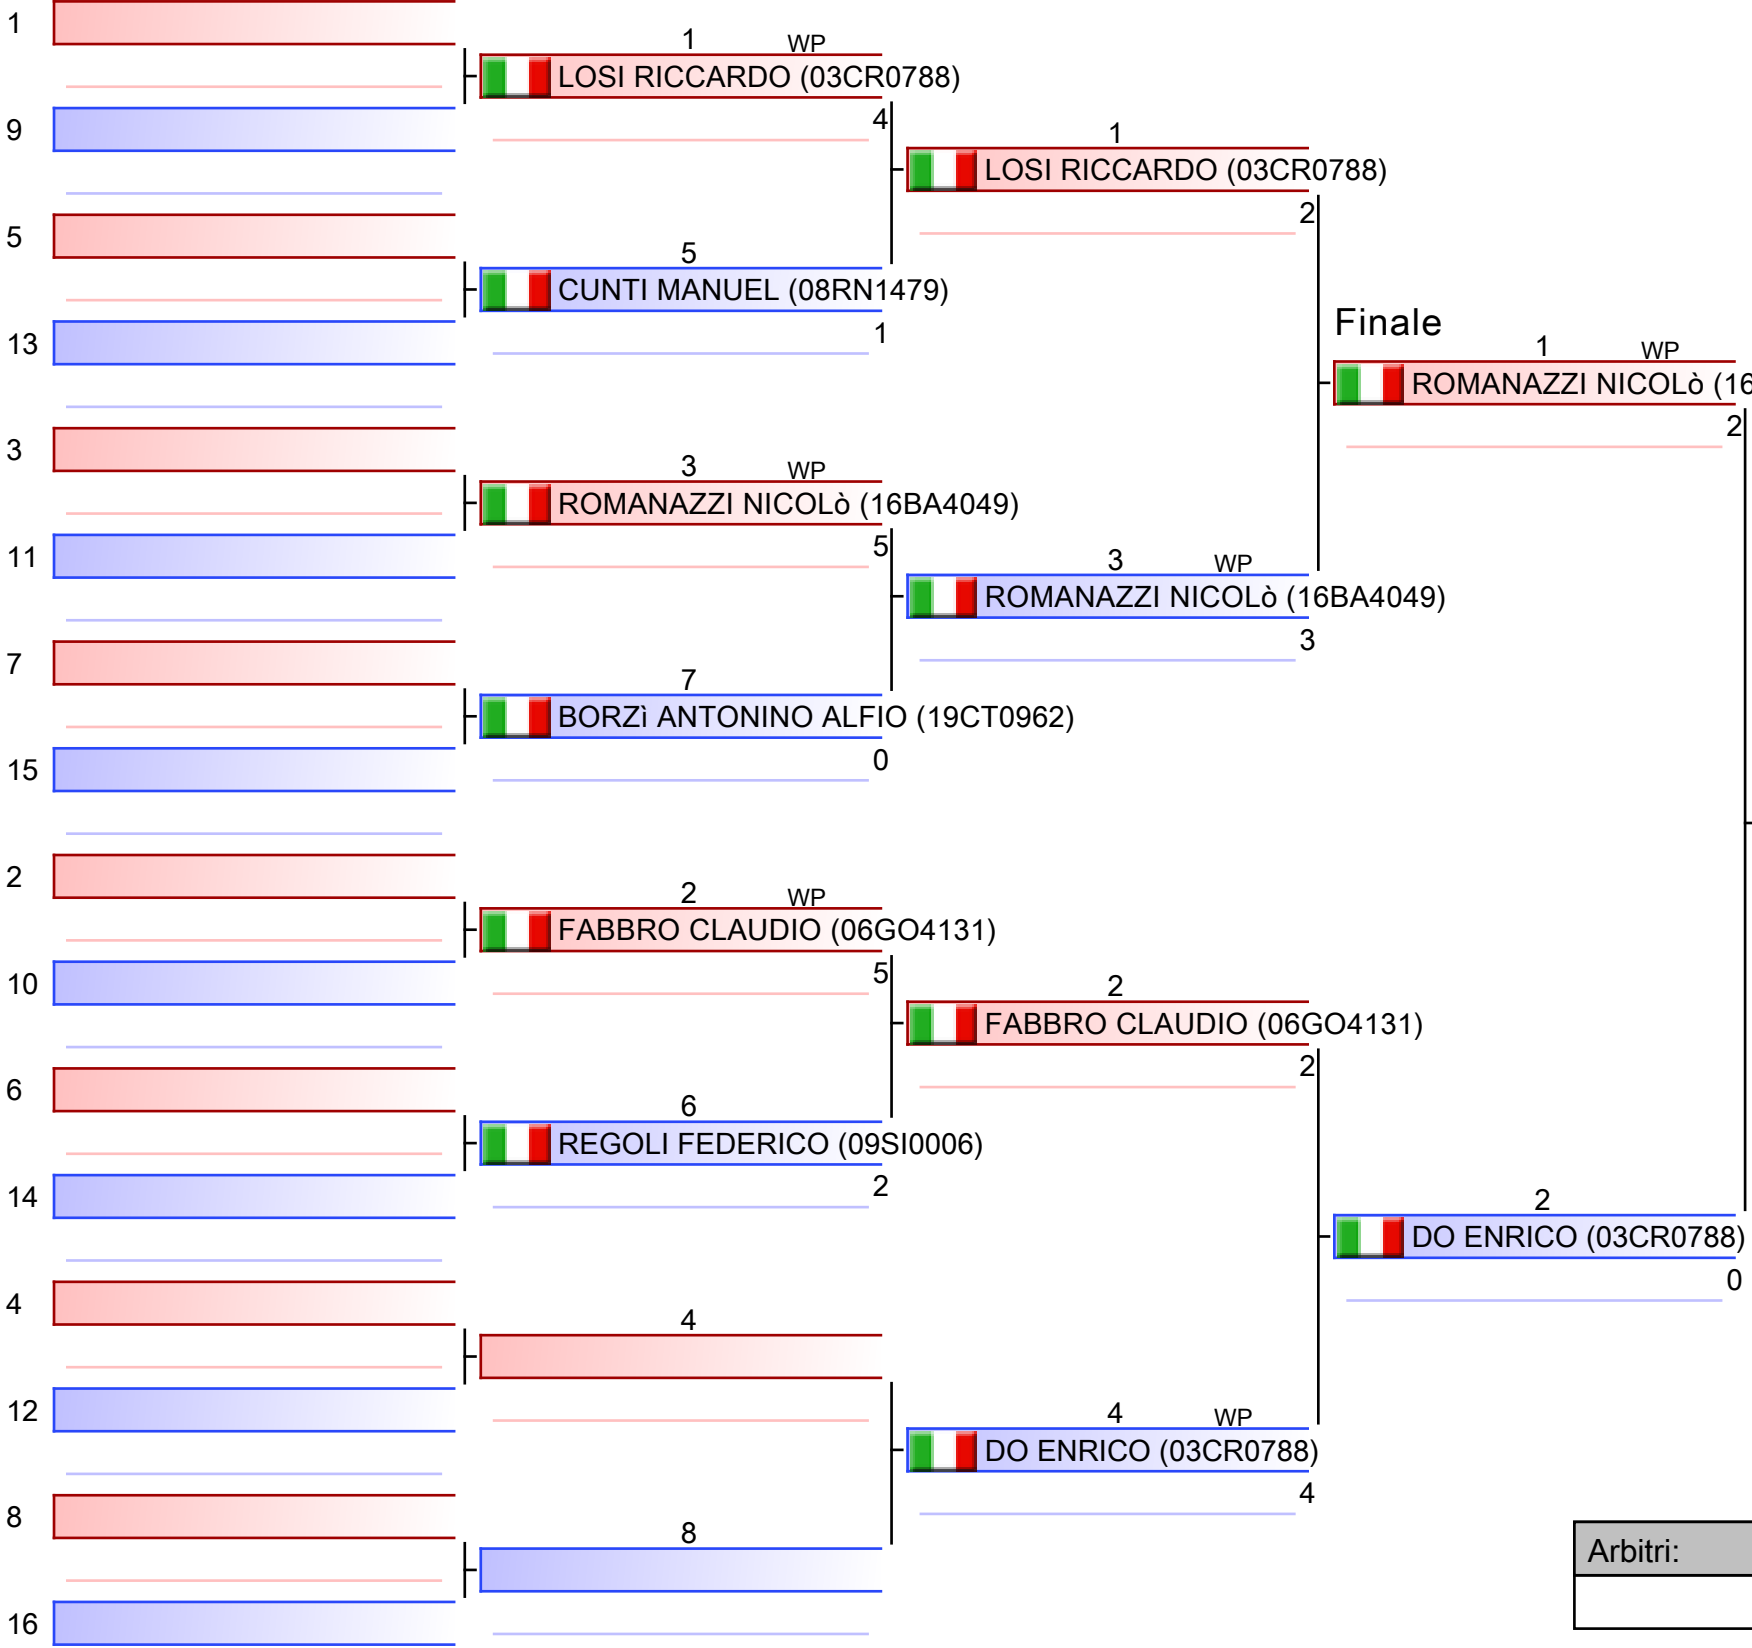 1
1 WP
LOSI RICCARDO (03CR0788)
4
9
1
LOSI RICCARDO (03CR0788)
2
5
5
CUNTI MANUEL (08RN1479)
1
13
Finale
1 WP
ROMANAZZI NICOLò (16
2
3
3 WP
ROMANAZZI NICOLò (16BA4049)
5
11
3 WP
ROMANAZZI NICOLò (16BA4049)
3
7
7
BORZì ANTONINO ALFIO (19CT0962)
0
15
2
2 WP
FABBRO CLAUDIO (06GO4131)
5
10
2
FABBRO CLAUDIO (06GO4131)
2
6
6
REGOLI FEDERICO (09SI0006)
2
14
2
DO ENRICO (03CR0788)
0
4
4
12
4 WP
DO ENRICO (03CR0788)
4
8
8
Arbitri:
16